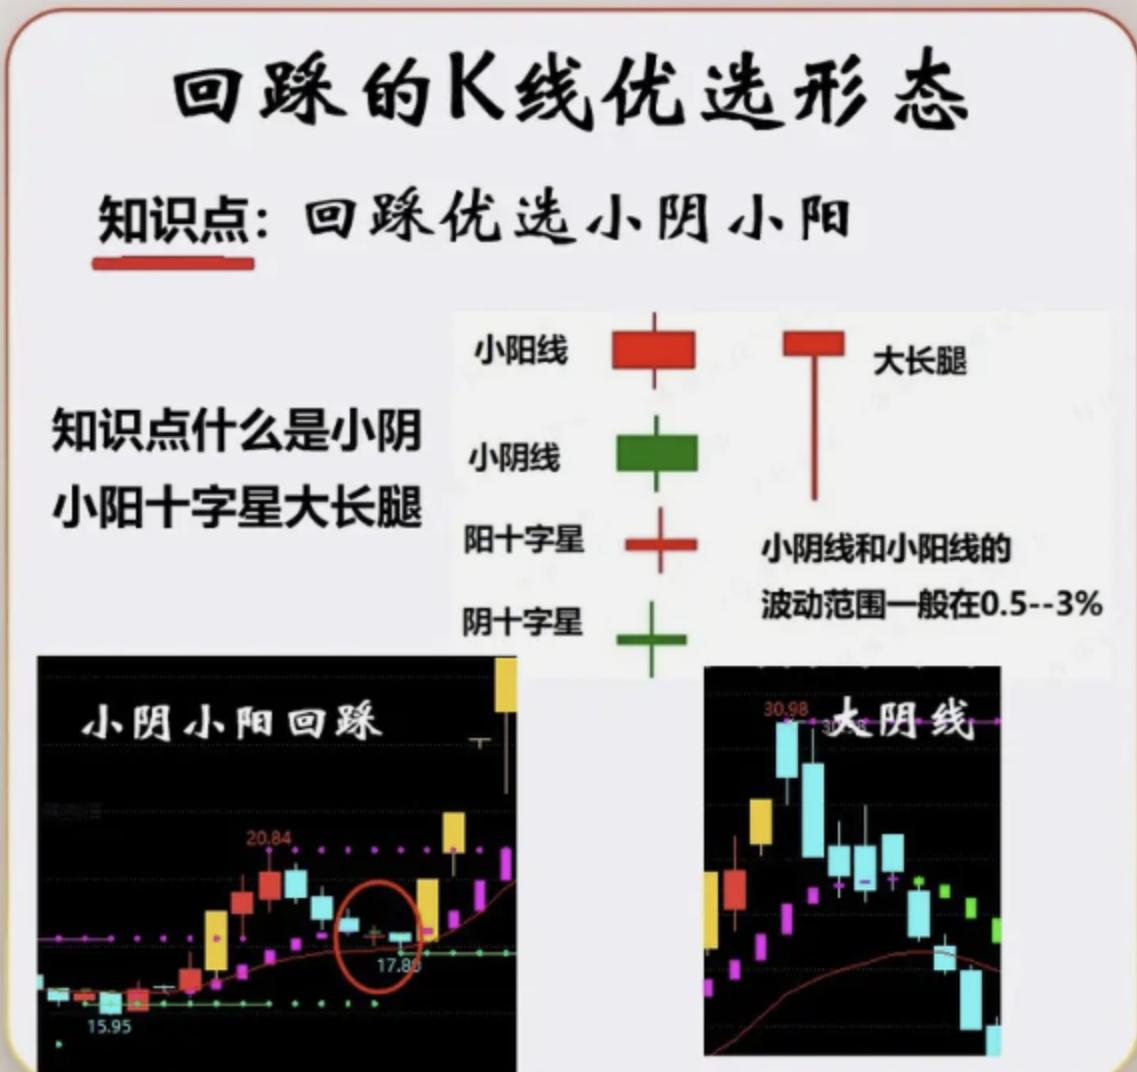 回踩的K线优选形态
知识点：回踩优选小阴小阳
知识点什么是小阴
小阳十字星大长腿
小阳线
大长腿
小阴线
阳十字星
阴十字星
小阴线和小阳线的
波动范围一般在0.5--3%
小阴小阳回踩
20.84
17.80
15.95
30.98
大阴线